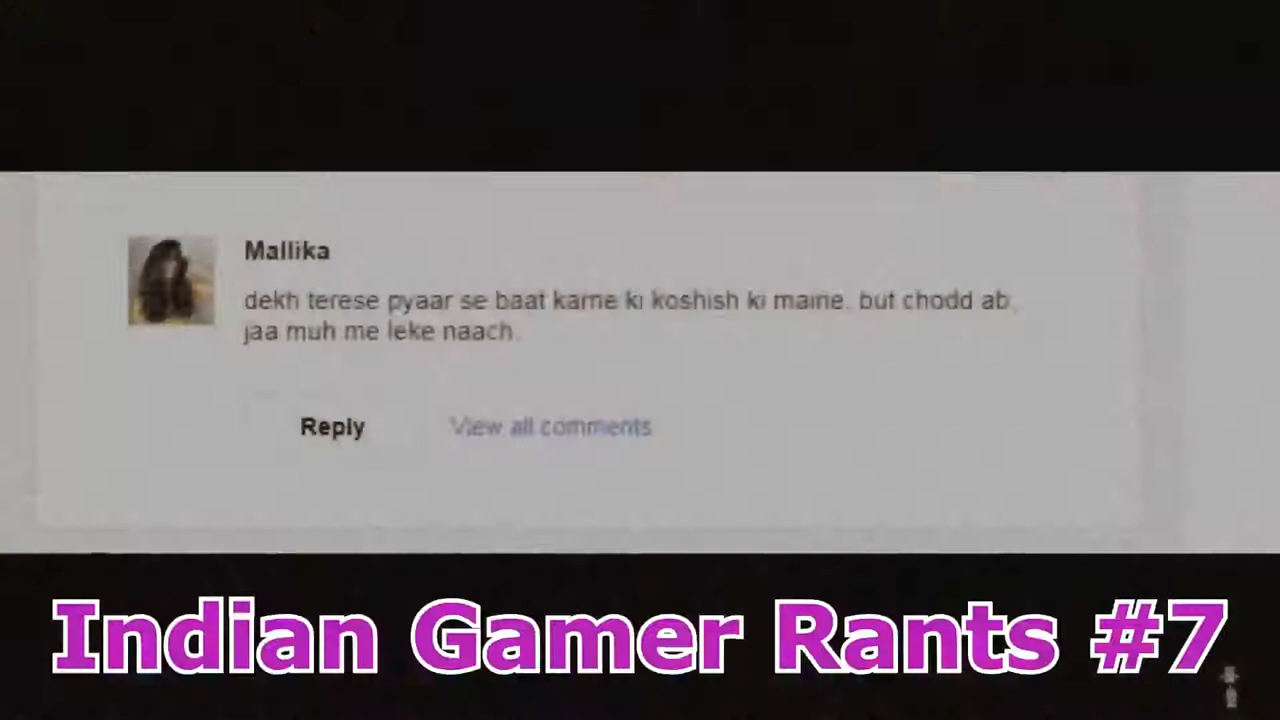 Mallika
dekh terese pyaar se baat karne ki koshish ki maine. but chodd ab,
jaa muh me leke naach.
Reply
View all comments
Indian Gamer Rants #7